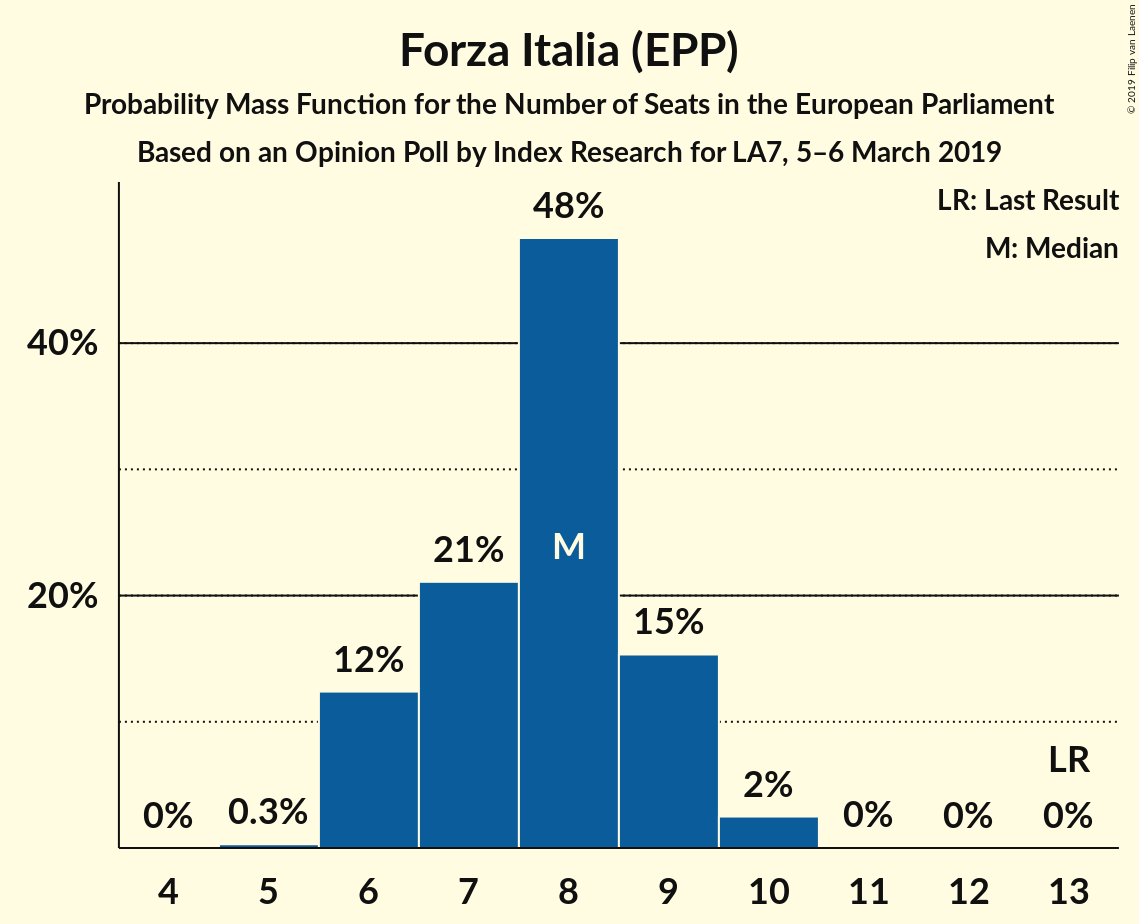 Forza Italia (EPP)
Probability Mass Function for the Number of Seats in the European Parliament
Based on an Opinion Poll by Index Research for LA7, 5–6 March 2019
© 2019 Filip van Laenen
LR: Last Result
M: Median
48%
40%
M
21%
20%
15%
12%
LR
2%
0% 0.3% 0% 0% 0%
4 5 6 7 8 9 10 11 12 13